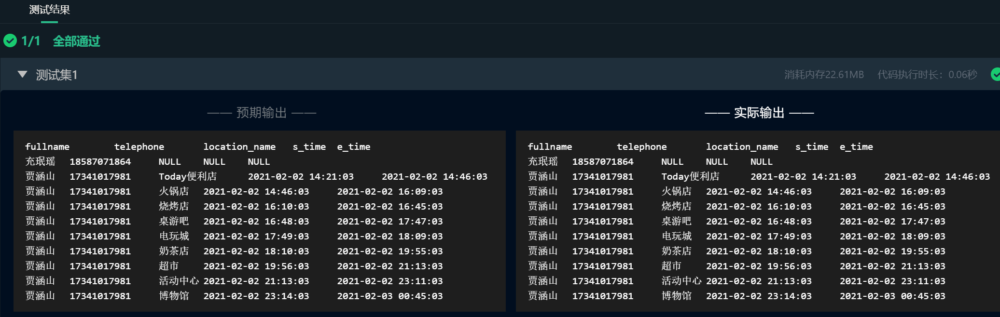 测试结果
1/1 全部通过
测试集1 消耗内存22.61MB 代码执行时长：0.06秒
—— 预期输出 ——
fullname telephone location_name s_time e_time
充珉瑶 18587071864 NULL NULL NULL
贾涵山 17341017981 Today便利店 2021-02-02 14:21:03 2021-02-02 14:46:03
贾涵山 17341017981 火锅店 2021-02-02 14:46:03 2021-02-02 16:09:03
贾涵山 17341017981 烧烤店 2021-02-02 16:10:03 2021-02-02 16:45:03
贾涵山 17341017981 桌游吧 2021-02-02 16:48:03 2021-02-02 17:47:03
贾涵山 17341017981 电玩城 2021-02-02 17:49:03 2021-02-02 18:09:03
贾涵山 17341017981 奶茶店 2021-02-02 18:10:03 2021-02-02 19:55:03
贾涵山 17341017981 超市 2021-02-02 19:56:03 2021-02-02 21:13:03
贾涵山 17341017981 活动中心 2021-02-02 21:13:03 2021-02-02 23:11:03
贾涵山 17341017981 博物馆 2021-02-02 23:14:03 2021-02-03 00:45:03
—— 实际输出 ——
fullname telephone location_name s_time e_time
充珉瑶 18587071864 NULL NULL NULL
贾涵山 17341017981 Today便利店 2021-02-02 14:21:03 2021-02-02 14:46:03
贾涵山 17341017981 火锅店 2021-02-02 14:46:03 2021-02-02 16:09:03
贾涵山 17341017981 烧烤店 2021-02-02 16:10:03 2021-02-02 16:45:03
贾涵山 17341017981 桌游吧 2021-02-02 16:48:03 2021-02-02 17:47:03
贾涵山 17341017981 电玩城 2021-02-02 17:49:03 2021-02-02 18:09:03
贾涵山 17341017981 奶茶店 2021-02-02 18:10:03 2021-02-02 19:55:03
贾涵山 17341017981 超市 2021-02-02 19:56:03 2021-02-02 21:13:03
贾涵山 17341017981 活动中心 2021-02-02 21:13:03 2021-02-02 23:11:03
贾涵山 17341017981 博物馆 2021-02-02 23:14:03 2021-02-03 00:45:03